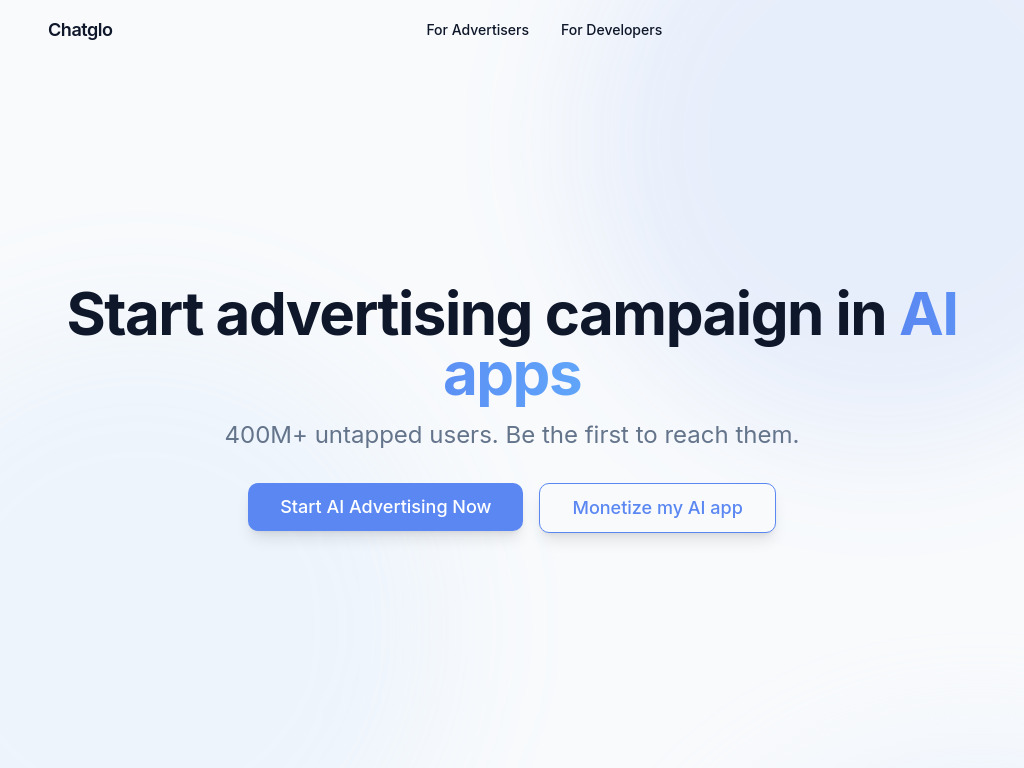 Chatglo
For Advertisers
For Developers
Start advertising campaign in AI
apps
400M+ untapped users. Be the first to reach them.
Start AI Advertising Now
Monetize my AI app